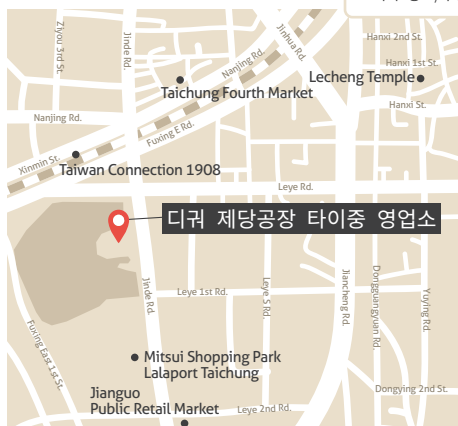 Ziyou 3rd St.
Jinde Rd.
Nanjing Rd.
Jinhua Rd.
Hanxi 2nd St.
Hanxi 1st St.
Lecheng Temple
Taichung Fourth Market
Hanxi St.
Nanjing Rd.
Fuxing E Rd.
Xinmin St.
Taiwan Connection 1908
Leye Rd.
디궈 제당공장 타이중 영업소
Jinde Rd.
Leye 1st Rd.
Leye S Rd.
Jiancheng Rd.
Dongguangyuan Rd.
Yuying Rd.
Fuxing East 1st St.
Mitsui Shopping Park
Lalaport Taichung
Jianguo
Public Retail Market
Leye 2nd Rd.
Dongying 2nd St.